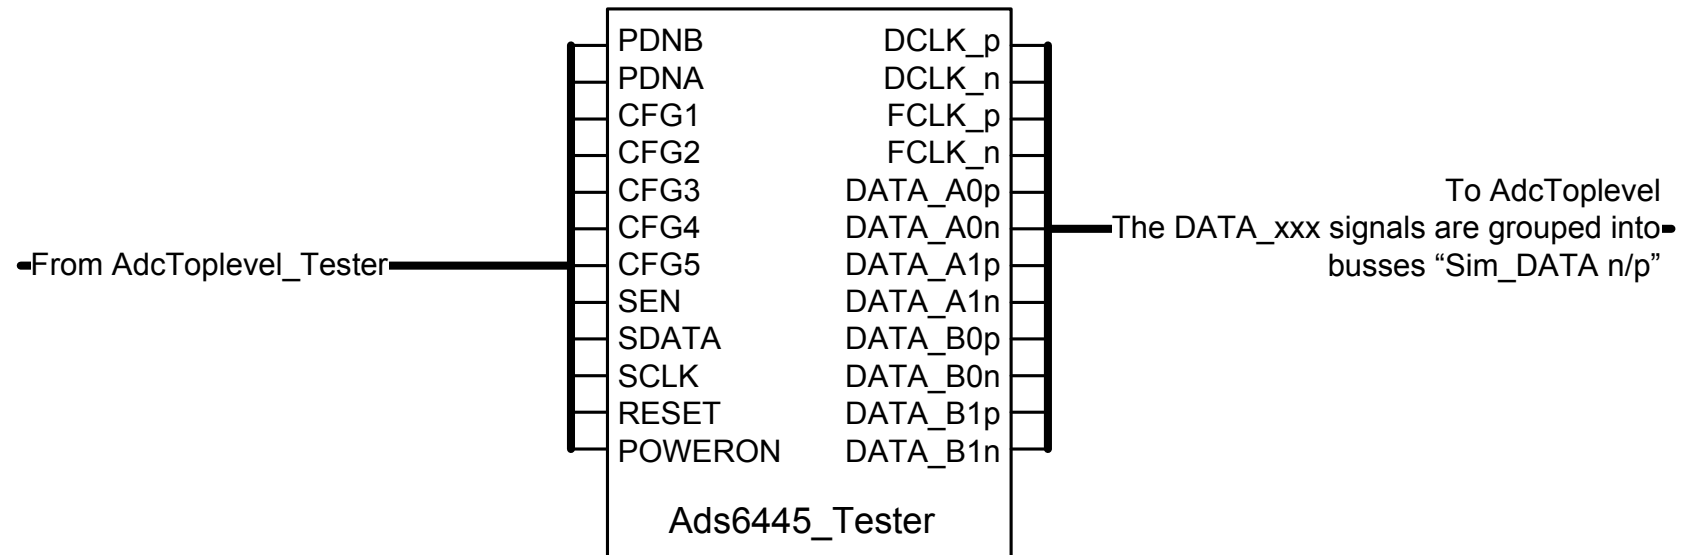 PDNB DCLK_p
PDNA DCLK_n
CFG1 FCLK_p
CFG2 FCLK_n
CFG3 DATA_A0p
CFG4 DATA_A0n
CFG5 DATA_A1p
SEN DATA_A1n
SDATA DATA_B0p
SCLK DATA_B0n
RESET DATA_B1p
POWERON DATA_B1n
Ads6445_Tester
From AdcToplevel_Tester
To AdcToplevel
The DATA_xxx signals are grouped into
busses “Sim_DATA n/p”